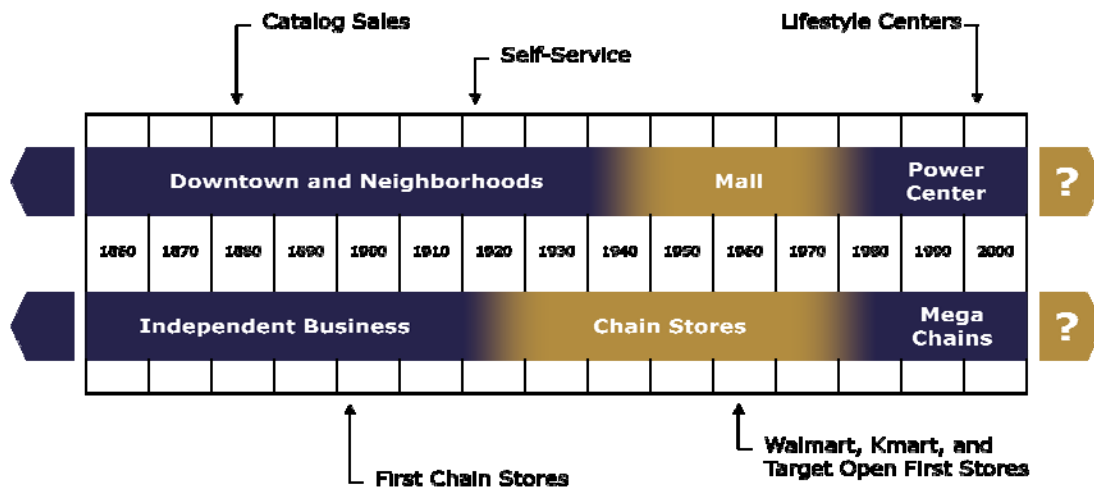 Catalog Sales
Lifestyle Centers
Self-Service
Downtown and Neighborhoods
Mall
Power
Center
?
1860 1870 1880 1890 1900 1910 1920 1930 1940 1950 1960 1970 1980 1990 2000
Independent Business
Chain Stores
Mega
Chains
?
First Chain Stores
Walmart, Kmart, and
Target Open First Stores